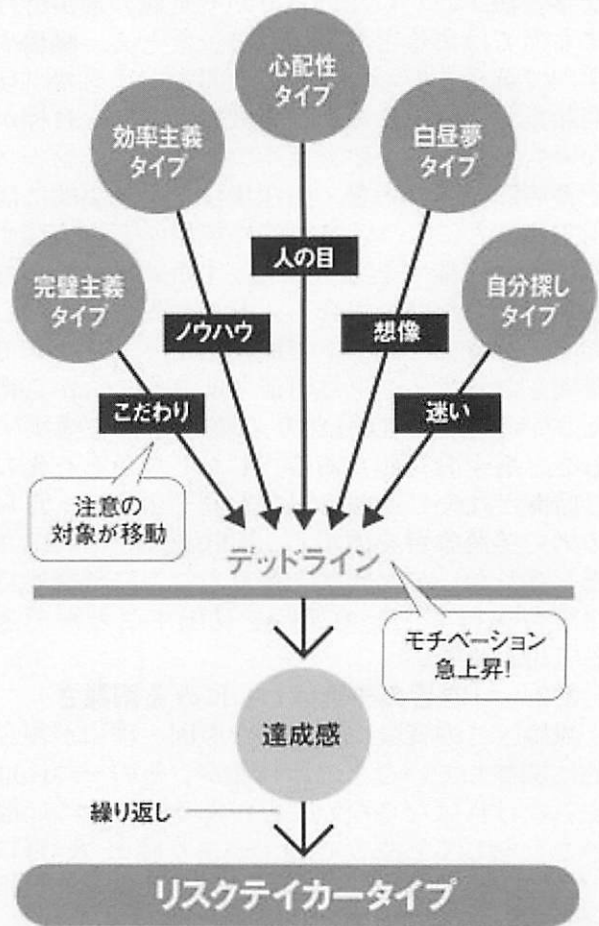 心配性
タイプ
効率主義
タイプ
白昼夢
タイプ
完璧主義
タイプ
自分探し
タイプ
人の目
ノウハウ
想像
こだわり
迷い
注意の
対象が移動
デッドライン
モチベーション
急上昇!
達成感
繰り返し
リスクテイカータイプ